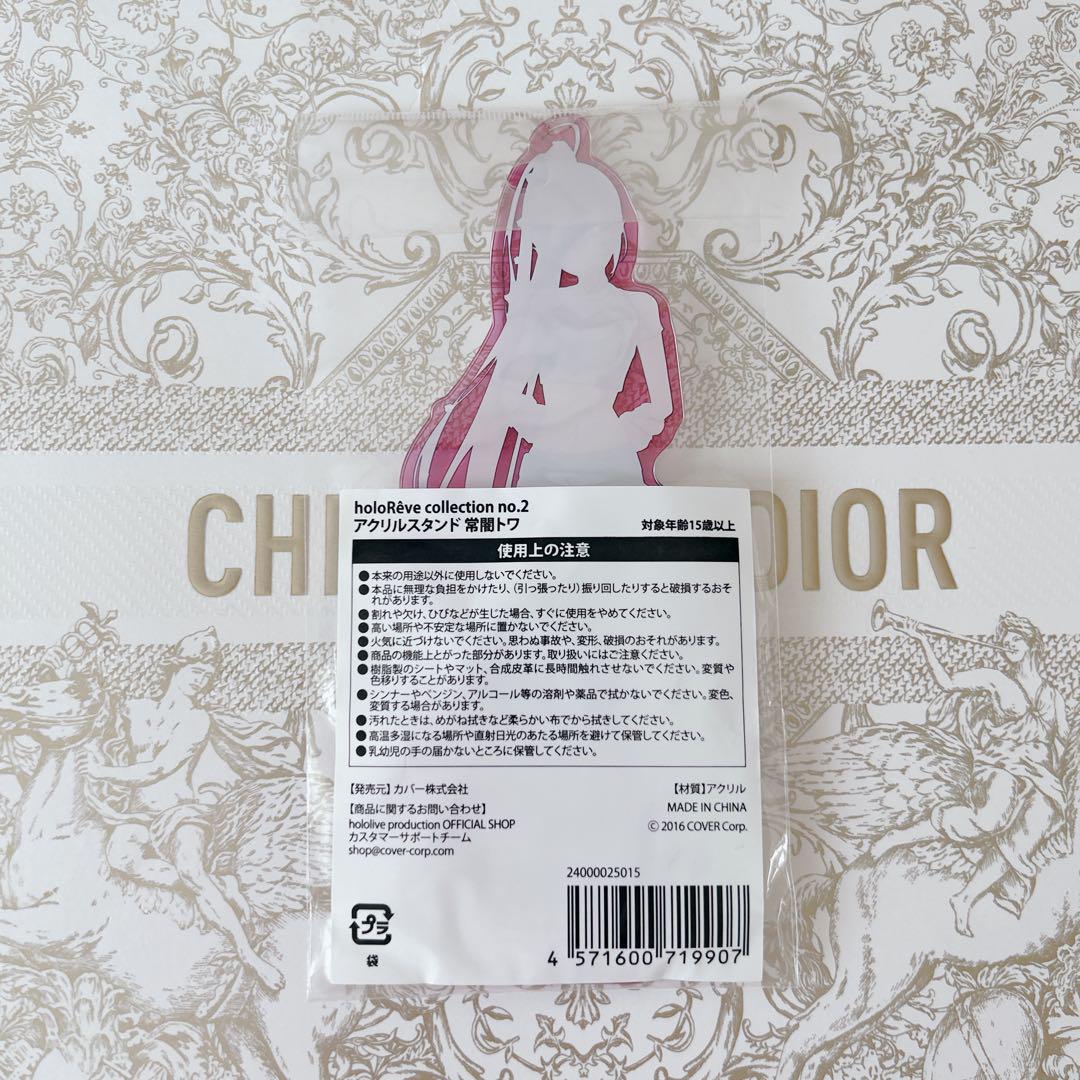 holoRêve collection no.2
アクリルスタンド 常闇トワ
対象年齢15歳以上
使用上の注意
●本来の用途以外に使用しないでください。
●本品に無理な負担をかけたり、(引っ張ったり)振り回したりすると破損するおそ
れがあります。
●割れや欠け、ひびなどが生じた場合、すぐに使用をやめてください。
●高い場所や不安定な場所に置かないでください。
●火気に近づけないでください。思わぬ事故や、変形、破損のおそれがあります。
●商品の機能上とがった部分があります。取り扱いにはご注意ください。
●樹脂製のシートやマット、合成皮革に長時間触れさせないでください。変質や
色移りすることがあります。
●シンナーやベンジン、アルコール等の溶剤や薬品で拭かないでください。変色、
変質する場合があります。
●汚れたときは、めがね拭きなど柔らかい布でから拭きしてください。
●高温多湿になる場所や直射日光のあたる場所を避けて保管してください。
●乳幼児の手の届かないところに保管してください。
【発売元】カバー株式会社
【材質】アクリル
【商品に関するお問い合わせ】
MADE IN CHINA
hololive production OFFICIAL SHOP
© 2016 COVER Corp.
カスタマーサポートチーム
shop@cover-corp.com
24000025015
プラ
袋
4 571600 719907
CH
DIOR